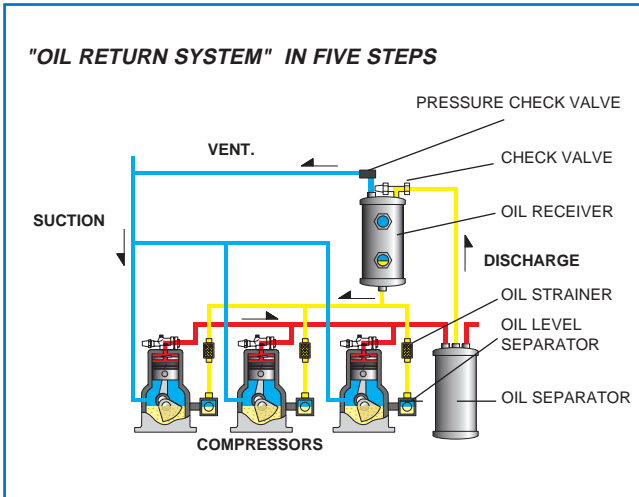 "OIL RETURN SYSTEM" IN FIVE STEPS
PRESSURE CHECK VALVE
VENT.
CHECK VALVE
SUCTION
OIL RECEIVER
DISCHARGE
OIL STRAINER
OIL LEVEL
SEPARATOR
OIL SEPARATOR
COMPRESSORS